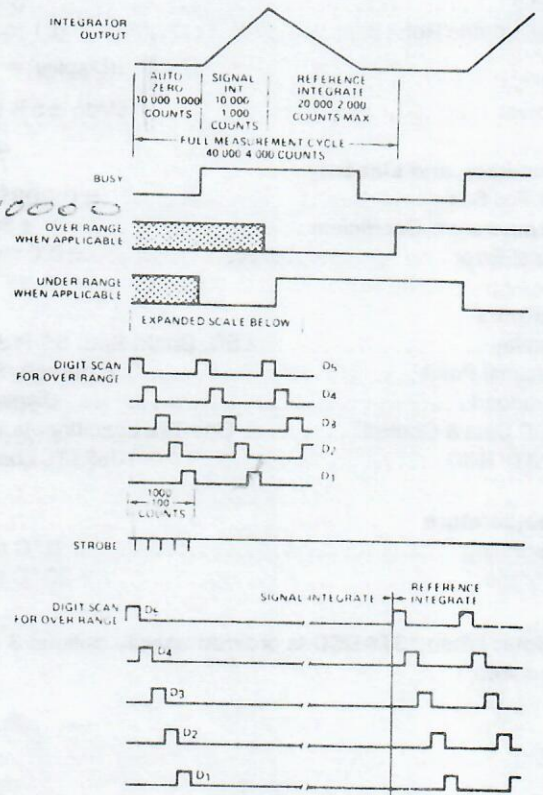 INTEGRATOR
OUTPUT
AUTO
ZERO
10 000 1000
COUNTS
SIGNAL
INT
10 000
1 000
COUNTS
REFERENCE
INTEGRATE
20 000 2 000
COUNTS MAX
FULL MEASUREMENT CYCLE
40 000 4 000 COUNTS
BUSY
OVER RANGE
WHEN APPLICABLE
UNDER RANGE
WHEN APPLICABLE
EXPANDED SCALE BELOW
DIGIT SCAN
FOR OVER RANGE
D5
D4
D3
D2
D1
1000
100
COUNTS
STROBE
SIGNAL INTEGRATE
REFERENCE
INTEGRATE
DIGIT SCAN
FOR OVER RANGE
D5
D4
D3
D2
D1